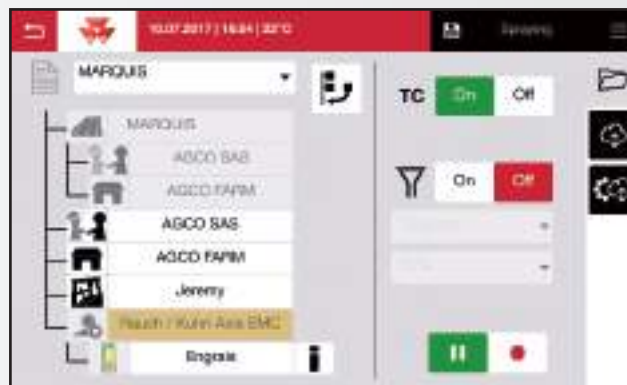 10.07.2017 | 16:34 | 22°C
MARQUIS
MARQUIS
AGCO SAS
AGCO FARM
AGCO SAS
AGCO FARM
Jeremy
Rauch / Kuhn Axis EMC
Engrais
TC On Off
On Off